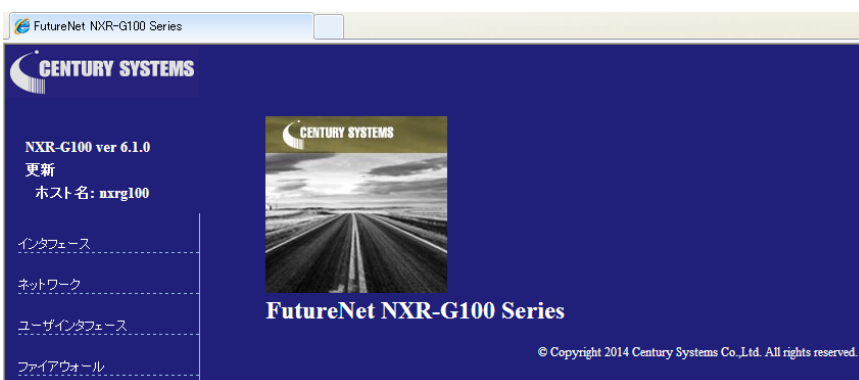 FutureNet NXR-G100 Series
CENTURY SYSTEMS
NXR-G100 ver 6.1.0
更新
ホスト名: nxrg100
インタフェース
ネットワーク
ユーザインタフェース
ファイアウォール
CENTURY SYSTEMS
FutureNet NXR-G100 Series
© Copyright 2014 Century Systems Co.,Ltd. All rights reserved.